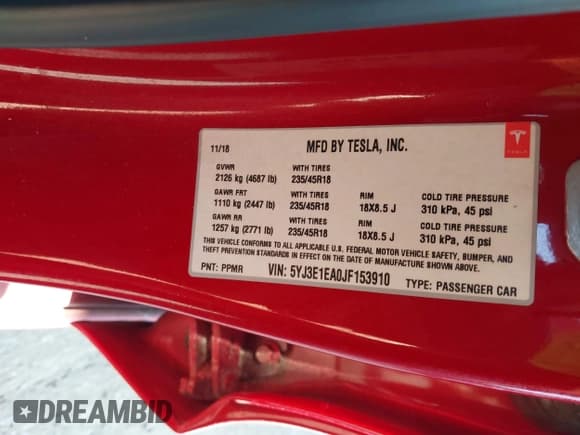 11/18 MFD BY TESLA, INC.
GVWR WITH TIRES
2126 kg (4687 lb) 235/45R18
GAWR FRT WITH TIRES RIM COLD TIRE PRESSURE
1110 kg (2447 lb) 235/45R18 18X8.5 J 310 kPa, 45 psi
GAWR RR WITH TIRES RIM COLD TIRE PRESSURE
1257 kg (2771 lb) 235/45R18 18X8.5 J 310 kPa, 45 psi
THIS VEHICLE CONFORMS TO ALL APPLICABLE U.S. FEDERAL MOTOR VEHICLE SAFETY, BUMPER, AND
THEFT PREVENTION STANDARDS IN EFFECT ON THE DATE OF MANUFACTURE SHOWN ABOVE.
PNT: PPMR VIN: 5YJ3E1EA0JF153910 TYPE: PASSENGER CAR
TESLA
DREAMBID